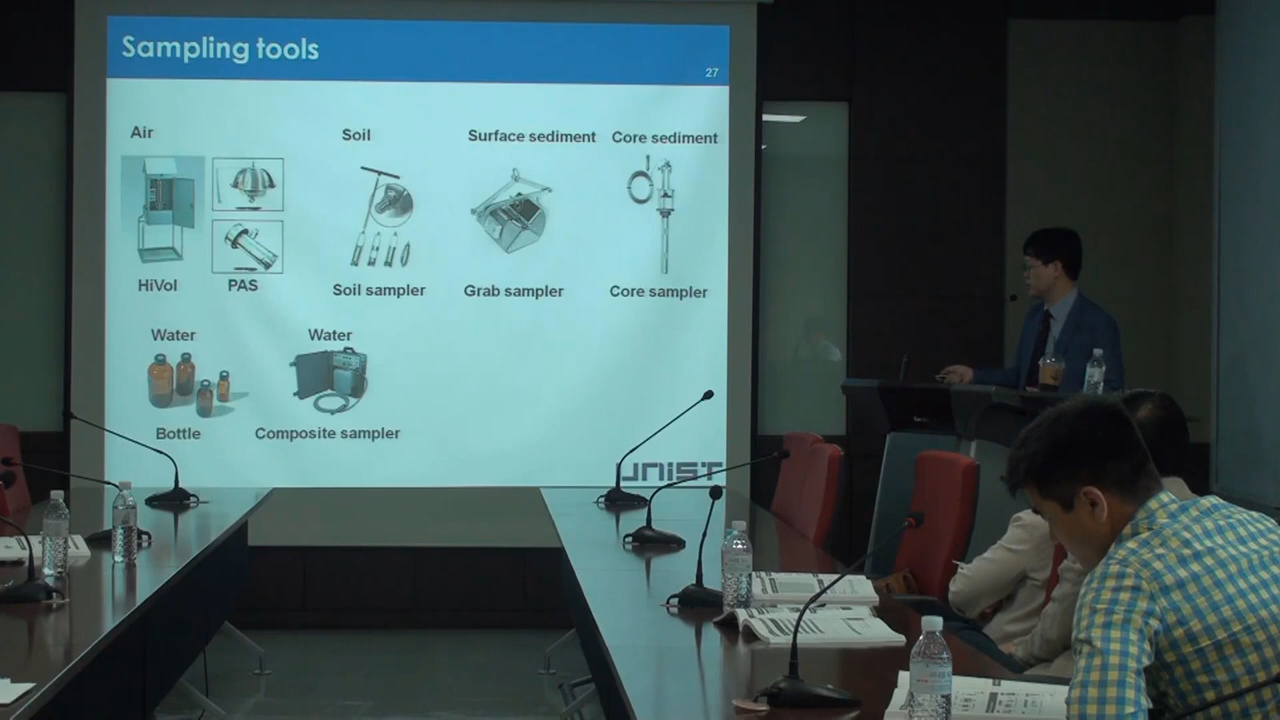 Sampling tools
27
Air
Soil
Surface sediment
Core sediment
HiVol
PAS
Soil sampler
Grab sampler
Core sampler
Water
Water
Bottle
Composite sampler
UNIST